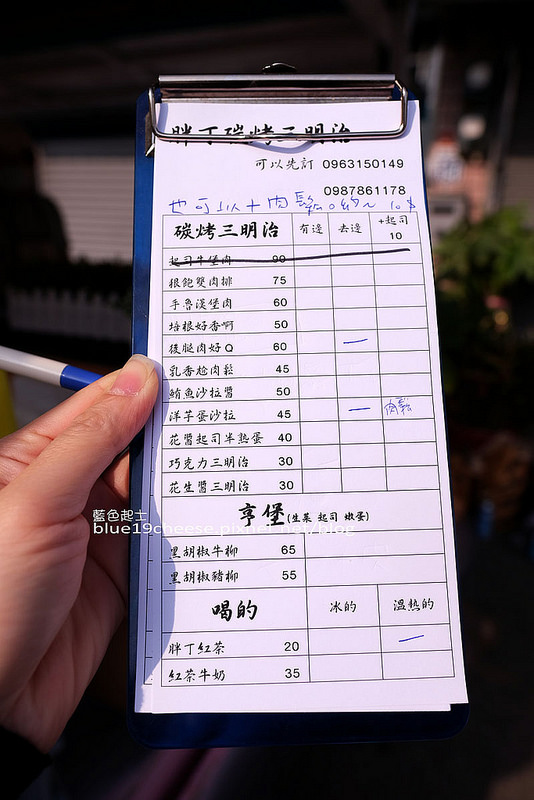 胖丁碳烤三明治
可以先訂 0963150149
0987861178
也可以+肉鬆 10$
碳烤三明治 有邊 去邊 +起司 10
起司牛堡肉 90
狠飽雙肉排 75
手魯漢堡肉 60
培根好香啊 50
後腿肉好Q 60 —
乳香尬肉鬆 45
鮪魚沙拉醬 50
洋芋蛋沙拉 45 — 肉鬆
花醬起司半熟蛋 40
巧克力三明治 30
花生醬三明治 30
亨堡 (生菜 起司 嫩蛋)
藍色起士
blue19cheese.pixnet.net/blog
黑胡椒牛柳 65
黑胡椒豬柳 55
喝的 冰的 溫熱的
胖丁紅茶 20 —
紅茶牛奶 35